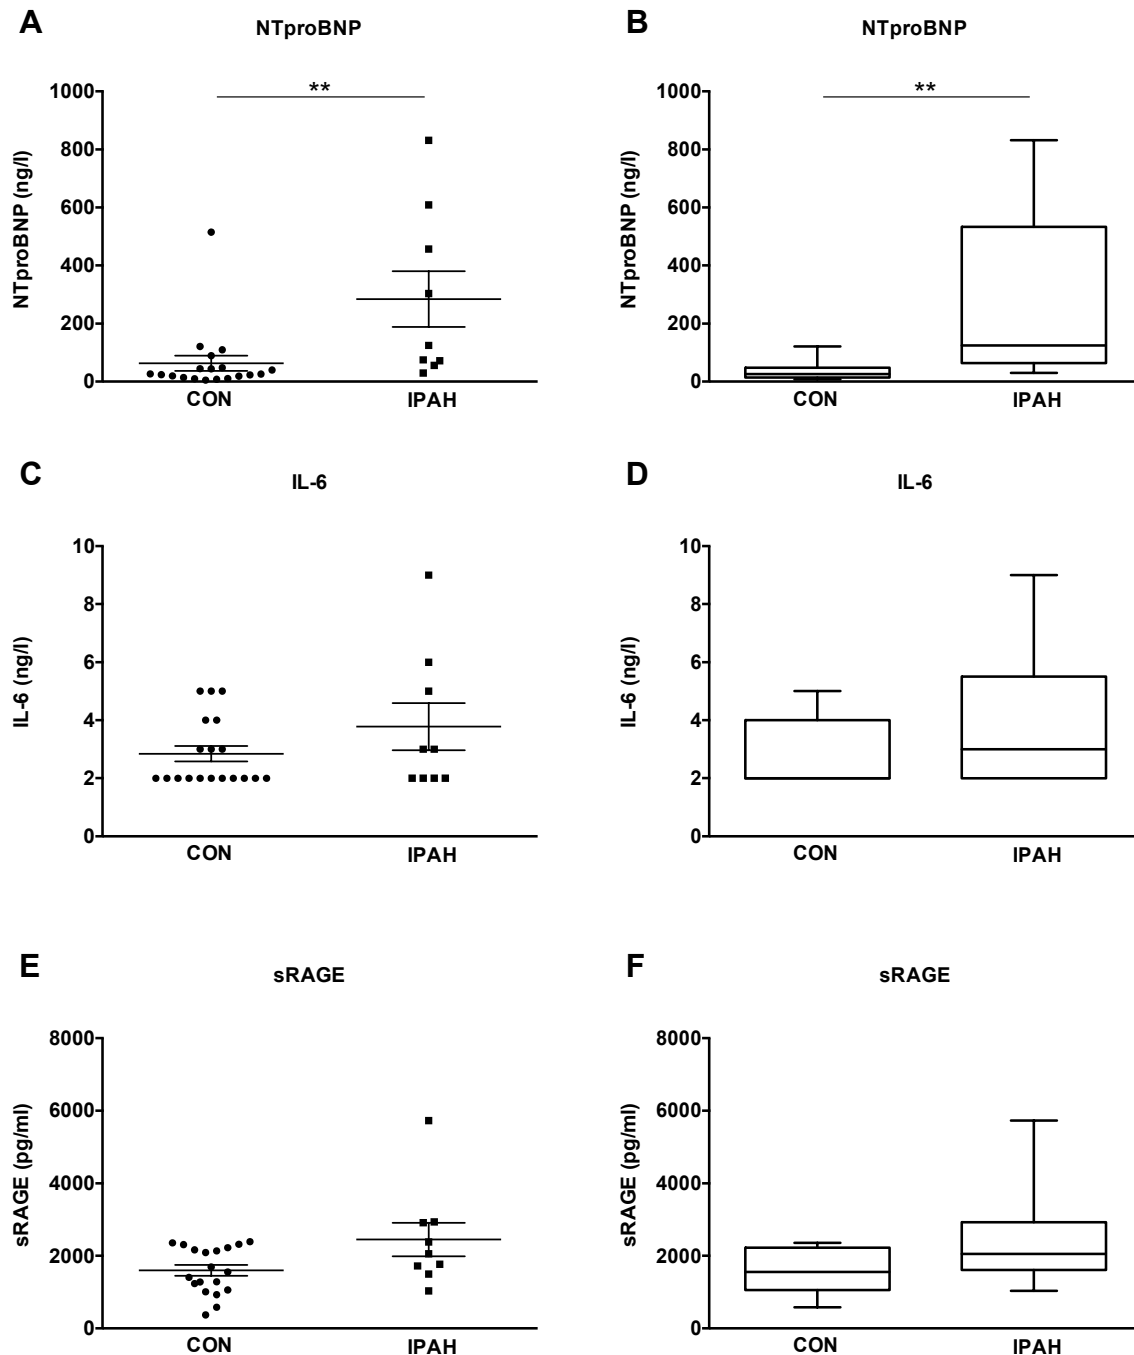 A
NTproBNP
NTproBNP (ng/l)
1000
800
600
400
200
0
**
CON
IPAH
B
NTproBNP
NTproBNP (ng/l)
1000
800
600
400
200
0
**
CON
IPAH
C
IL-6
IL-6 (ng/l)
10
8
6
4
2
0
CON
IPAH
D
IL-6
IL-6 (ng/l)
10
8
6
4
2
0
CON
IPAH
E
sRAGE
sRAGE (pg/ml)
8000
6000
4000
2000
0
CON
IPAH
F
sRAGE
sRAGE (pg/ml)
8000
6000
4000
2000
0
CON
IPAH